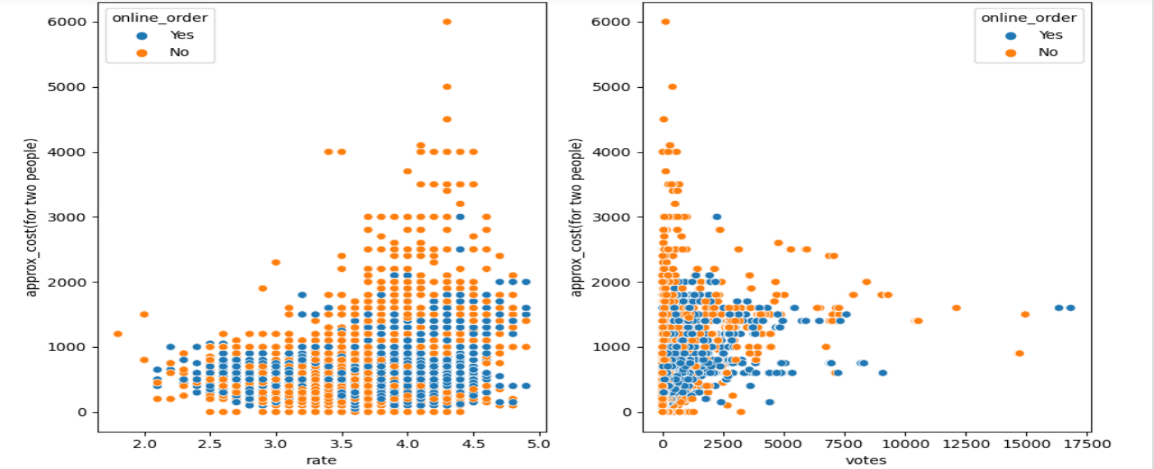 online_order
Yes
No
6000
5000
4000
3000
2000
1000
0
approx_cost(for two people)
2.0 2.5 3.0 3.5 4.0 4.5 5.0
rate
online_order
Yes
No
6000
5000
4000
3000
2000
1000
0
approx_cost(for two people)
0 2500 5000 7500 10000 12500 15000 17500
votes